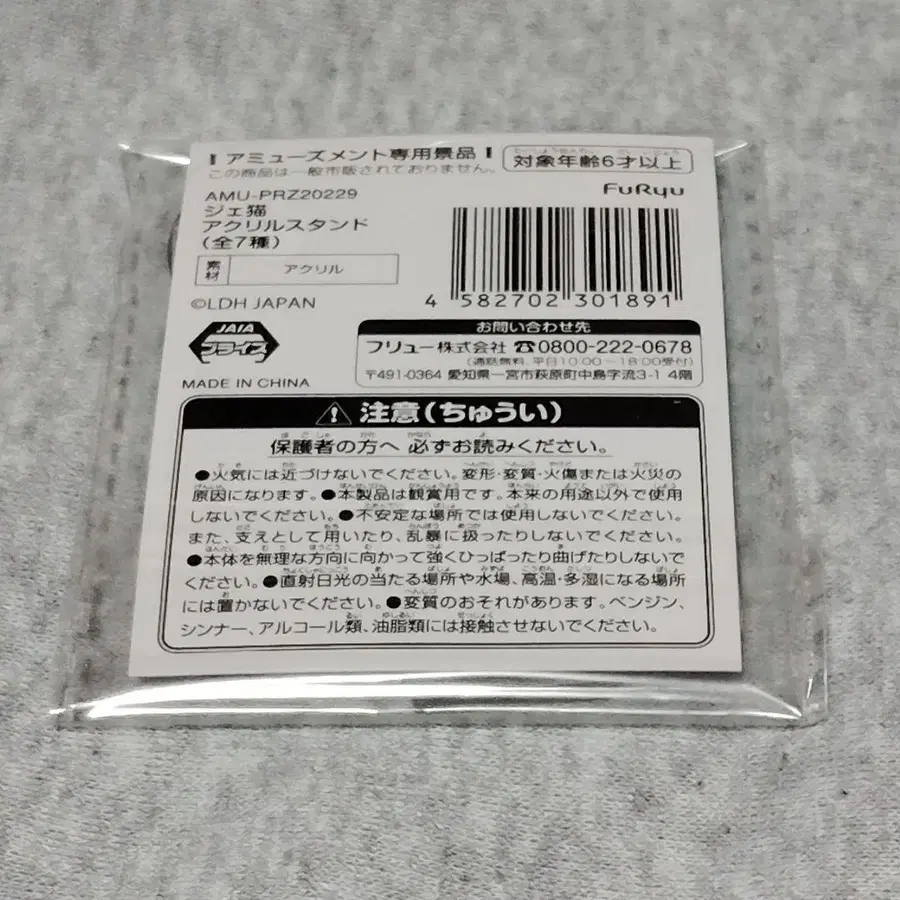 アミューズメント専用景品
この商品は一般市販されておりません。
対象年齢6才以上
AMU-PRZ20229
FuRyu
ジェ猫
アクリルスタンド
(全7種)
素材 アクリル
©LDH JAPAN
4 582702 301891
JAIA
プライズ
MADE IN CHINA
お問い合わせ先
フリュー株式会社 ☎0800-222-0678
(通話無料、平日10:00~18:00受付)
〒491-0364 愛知県一宮市萩原町中島字流3-1 4階
⚠注意(ちゅうい)
保護者の方へ 必ずお読みください。
●火気には近づけないでください。変形・変質・火傷または火災の
原因になります。●本製品は観賞用です。本来の用途以外で使用
しないでください。●不安定な場所では使用しないでください。
また、支えとして用いたり、乱暴に扱ったりしないでください。
●本体を無理な方向に向かって強くひっぱったり曲げたりしないで
ください。●直射日光の当たる場所や水場、高温・多湿になる場所
には置かないでください。●変質のおそれがあります。ベンジン、
シンナー、アルコール類、油脂類には接触させないでください。